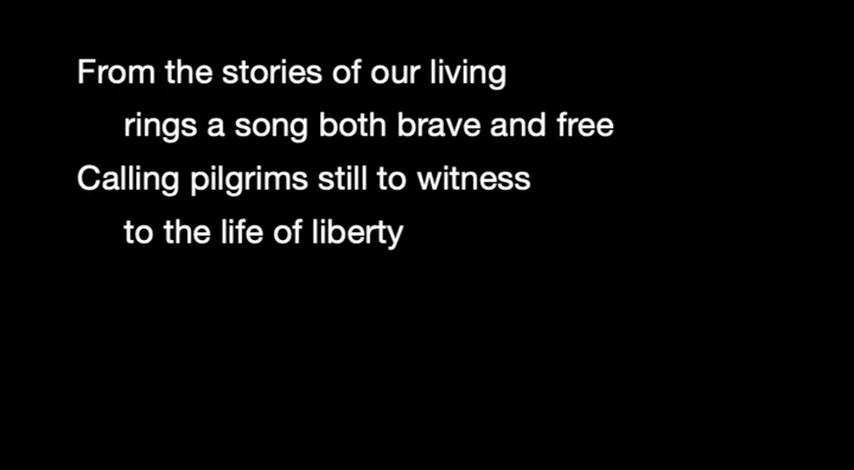 From the stories of our living
rings a song both brave and free
Calling pilgrims still to witness
to the life of liberty